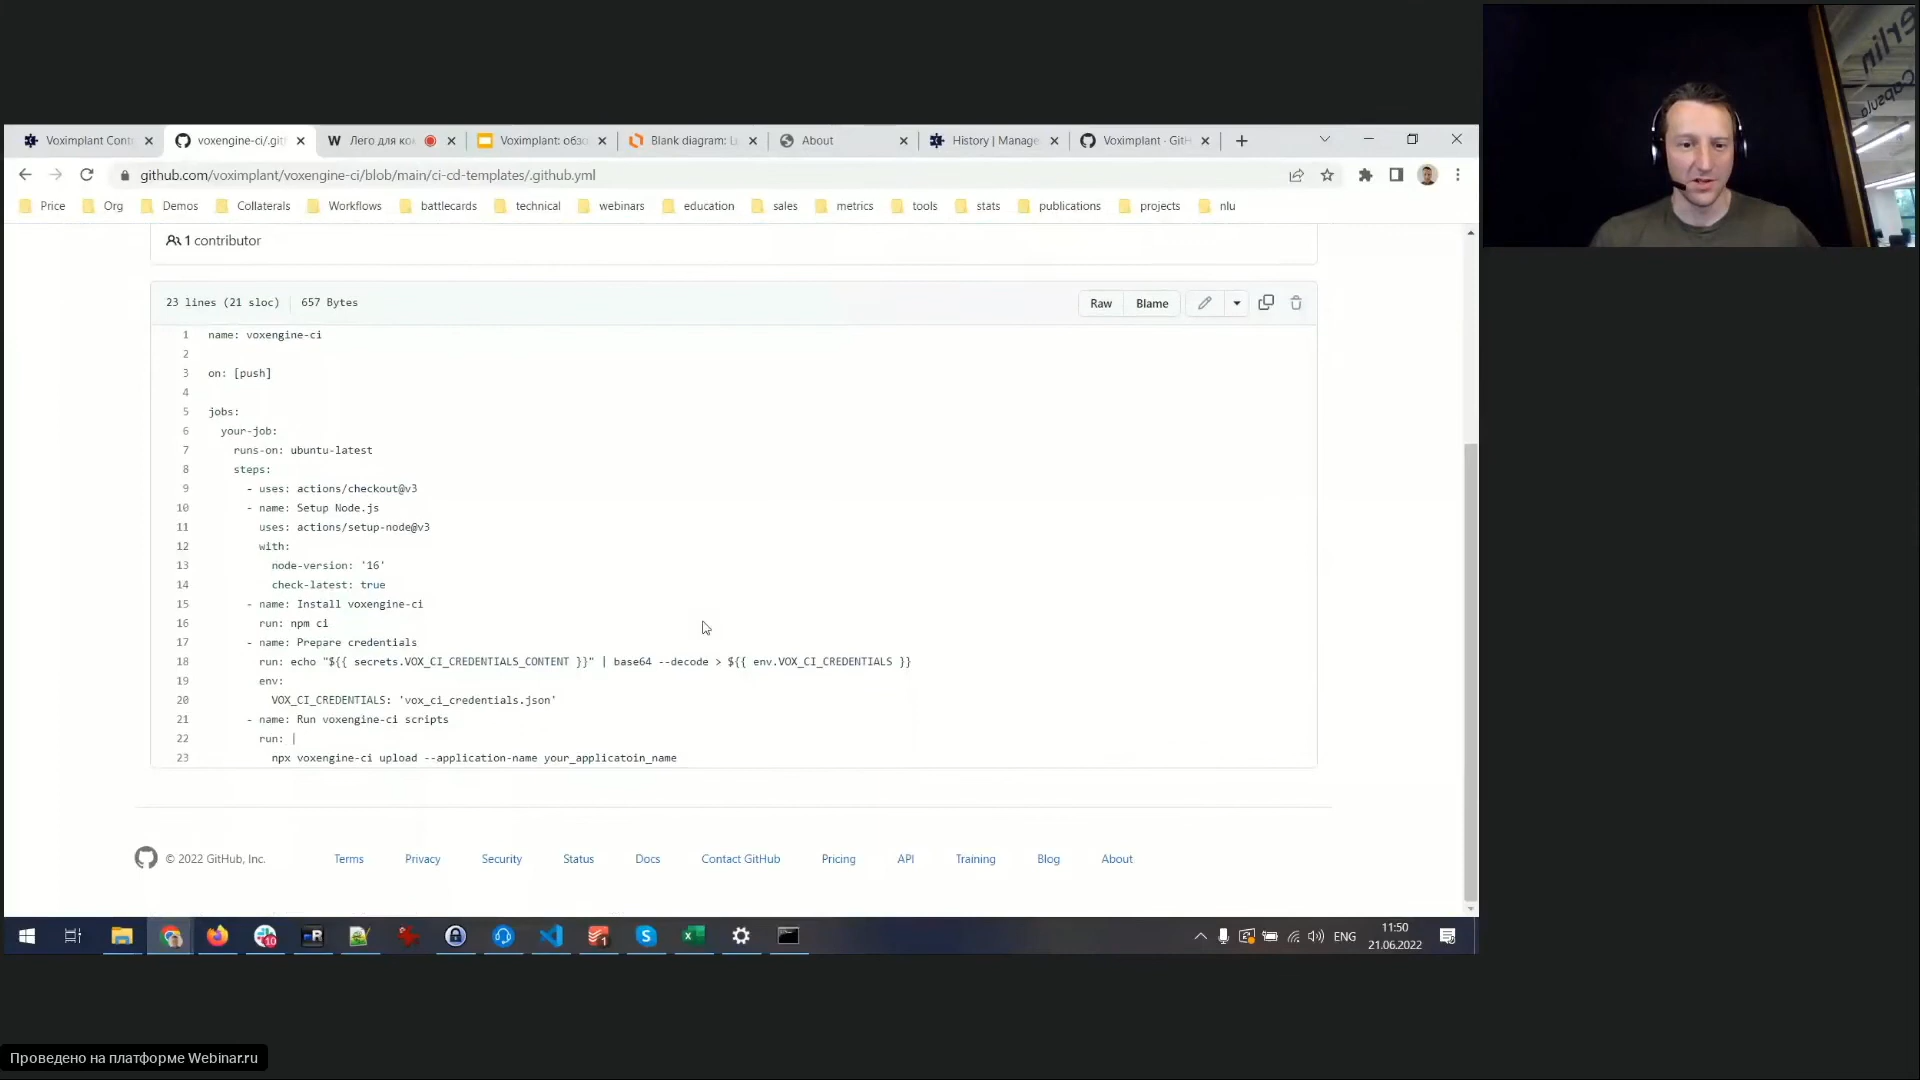 Voximplant Cont
voxengine-ci/.git
Лего для ко
Voximplant: обз
Blank diagram: L
About
History | Manage
Voximplant · GitH
github.com/voximplant/voxengine-ci/blob/main/ci-cd-templates/.github.yml
Price Org Demos Collaterals Workflows battlecards technical webinars education sales metrics tools stats publications projects nlu
1 contributor
23 lines (21 sloc) 657 Bytes
Raw Blame
1 name: voxengine-ci
2
3 on: [push]
4
5 jobs:
6 your-job:
7 runs-on: ubuntu-latest
8 steps:
9 - uses: actions/checkout@v3
10 - name: Setup Node.js
11 uses: actions/setup-node@v3
12 with:
13 node-version: '16'
14 check-latest: true
15 - name: Install voxengine-ci
16 run: npm ci
17 - name: Prepare credentials
18 run: echo "${{ secrets.VOX_CI_CREDENTIALS_CONTENT }}" | base64 --decode > ${{ env.VOX_CI_CREDENTIALS }}
19 env:
20 VOX_CI_CREDENTIALS: 'vox_ci_credentials.json'
21 - name: Run voxengine-ci scripts
22 run: |
23 npx voxengine-ci upload --application-name your_applicatoin_name
© 2022 GitHub, Inc. Terms Privacy Security Status Docs Contact GitHub Pricing API Training Blog About
ENG
11:50
21.06.2022
erlin
Capsula
Проведено на платформе Webinar.ru